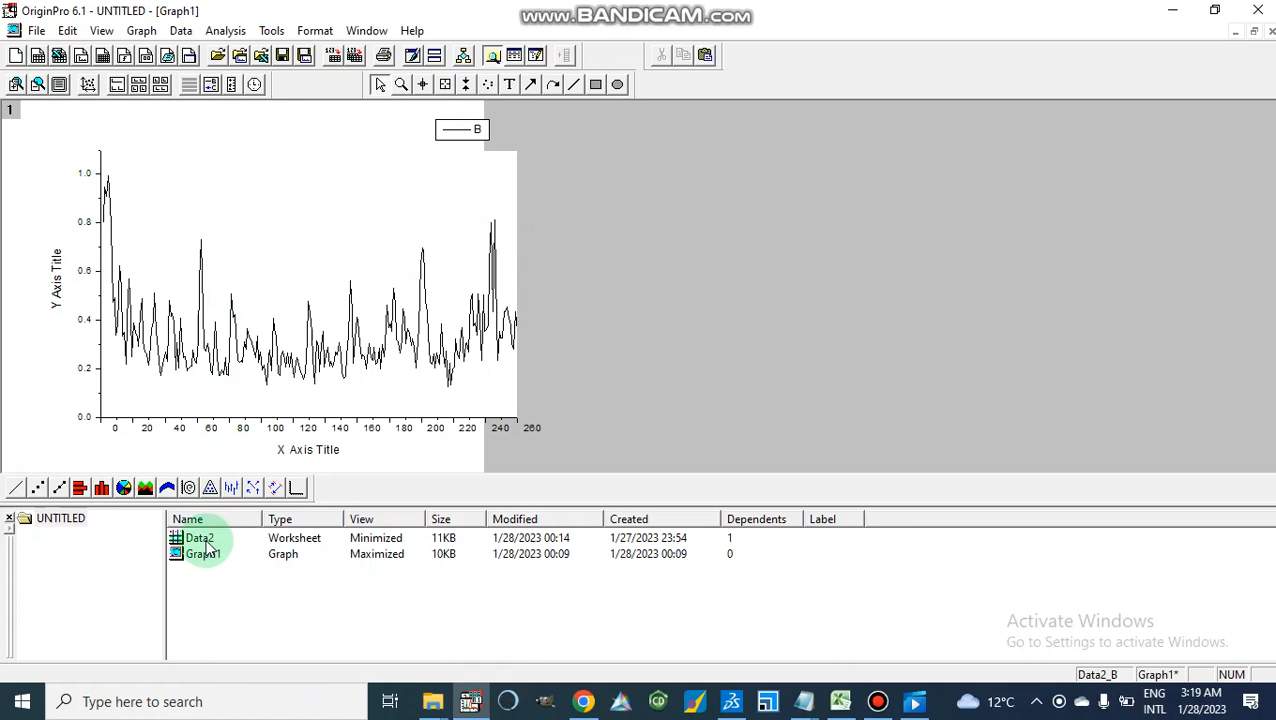 OriginPro 6.1 - UNTITLED - [Graph1]
www.BANDICAM.com
File Edit View Graph Data Analysis Tools Format Window Help
1
B
1.0
0.8
0.6
0.4
0.2
0.0
Y Axis Title
0 20 40 60 80 100 120 140 160 180 200 220 240 260
X Axis Title
UNTITLED
Name Type View Size Modified Created Dependents Label
Data2 Worksheet Minimized 11KB 1/28/2023 00:14 1/27/2023 23:54 1
Graph1 Graph Maximized 10KB 1/28/2023 00:09 1/28/2023 00:09 0
Activate Windows
Go to Settings to activate Windows.
Data2_B Graph1* NUM
Type here to search
12°C
ENG
INTL
3:19 AM
1/28/2023